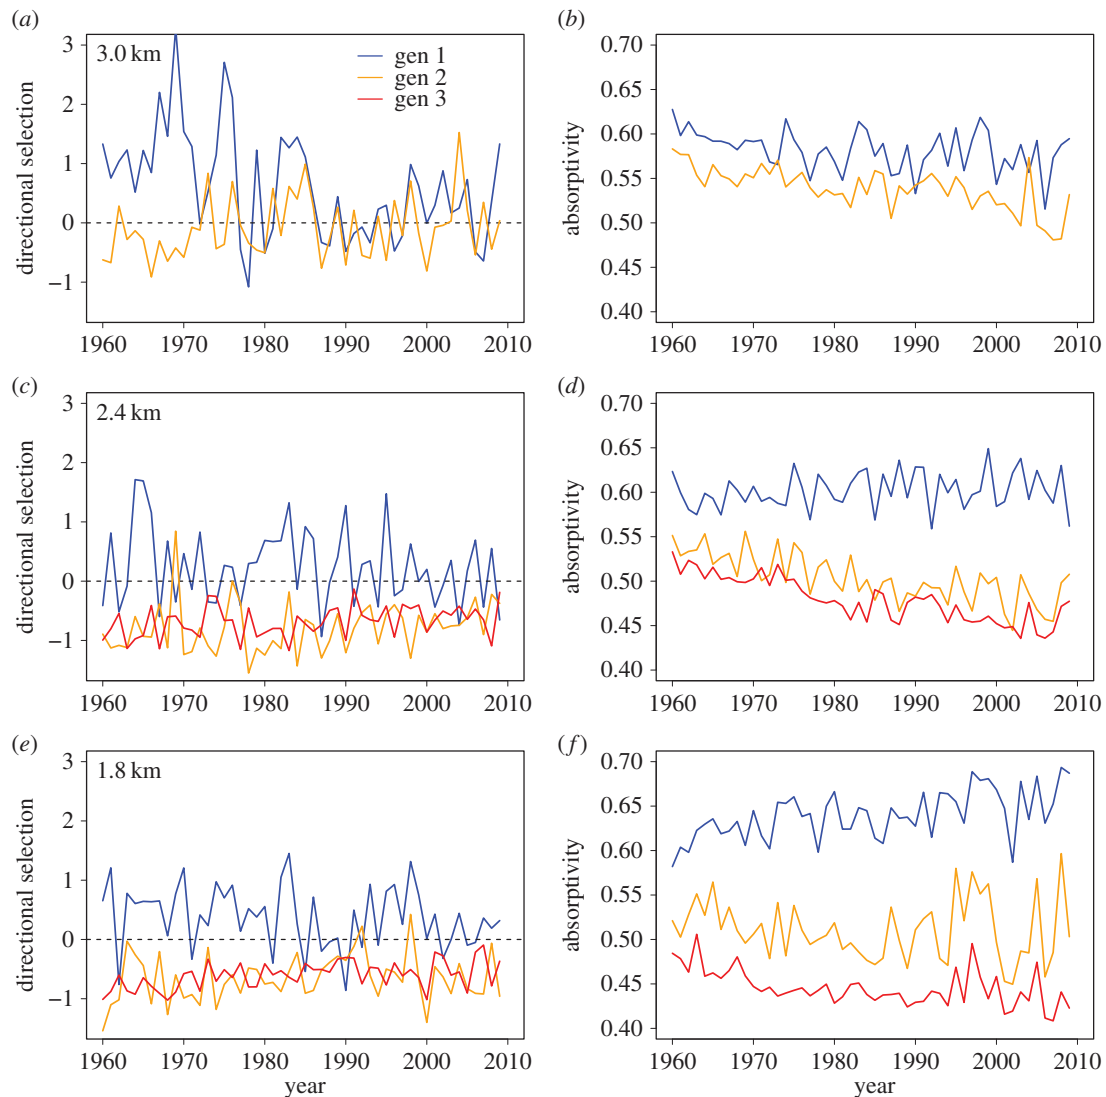 (a)
3.0 km
gen 1
gen 2
gen 3
directional selection
3
2
1
0
−1
1960 1970 1980 1990 2000 2010
(b)
absorptivity
0.70
0.65
0.60
0.55
0.50
0.45
0.40
1960 1970 1980 1990 2000 2010
(c)
2.4 km
directional selection
3
2
1
0
−1
1960 1970 1980 1990 2000 2010
(d)
absorptivity
0.70
0.65
0.60
0.55
0.50
0.45
0.40
1960 1970 1980 1990 2000 2010
(e)
1.8 km
directional selection
3
2
1
0
−1
1960 1970 1980 1990 2000 2010
year
(f)
absorptivity
0.70
0.65
0.60
0.55
0.50
0.45
0.40
1960 1970 1980 1990 2000 2010
year